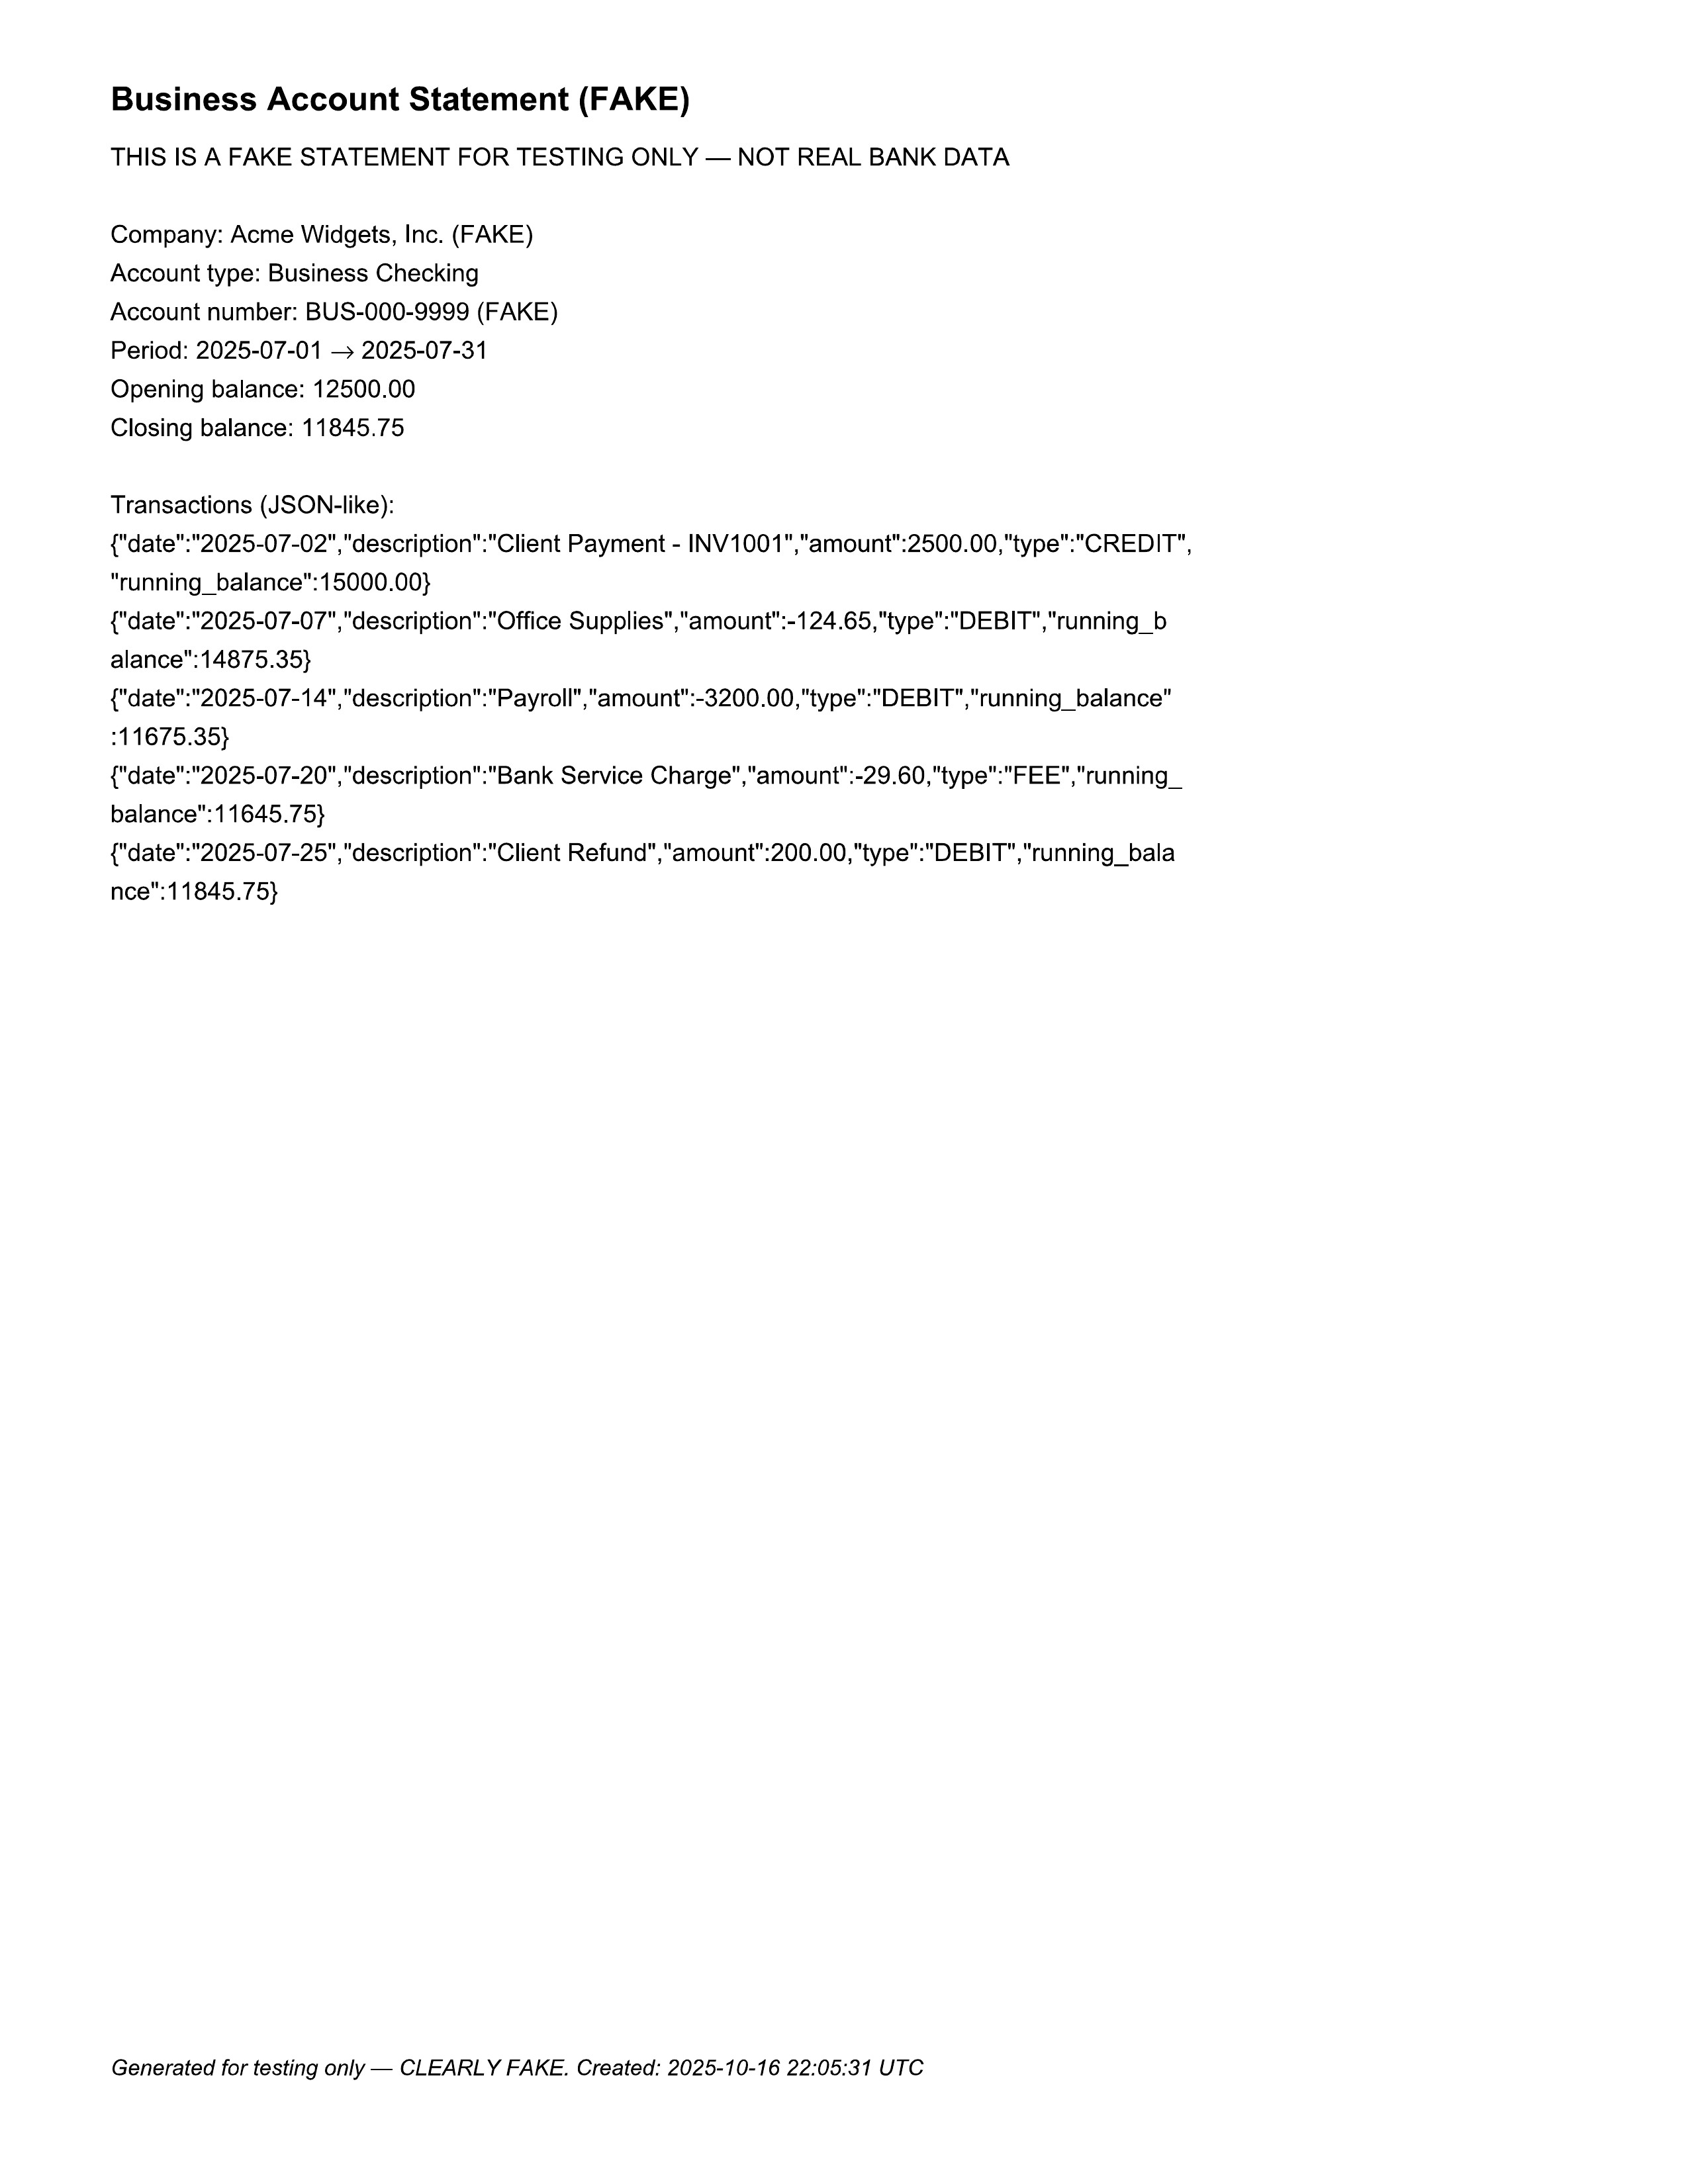 Business Account Statement (FAKE)
THIS IS A FAKE STATEMENT FOR TESTING ONLY — NOT REAL BANK DATA
Company: Acme Widgets, Inc. (FAKE)
Account type: Business Checking
Account number: BUS-000-9999 (FAKE)
Period: 2025-07-01 → 2025-07-31
Opening balance: 12500.00
Closing balance: 11845.75
Transactions (JSON-like):
{"date":"2025-07-02","description":"Client Payment - INV1001","amount":2500.00,"type":"CREDIT",
"running_balance":15000.00}
{"date":"2025-07-07","description":"Office Supplies","amount":-124.65,"type":"DEBIT","running_b
alance":14875.35}
{"date":"2025-07-14","description":"Payroll","amount":-3200.00,"type":"DEBIT","running_balance"
:11675.35}
{"date":"2025-07-20","description":"Bank Service Charge","amount":-29.60,"type":"FEE","running_
balance":11645.75}
{"date":"2025-07-25","description":"Client Refund","amount":200.00,"type":"DEBIT","running_bala
nce":11845.75}
Generated for testing only — CLEARLY FAKE. Created: 2025-10-16 22:05:31 UTC